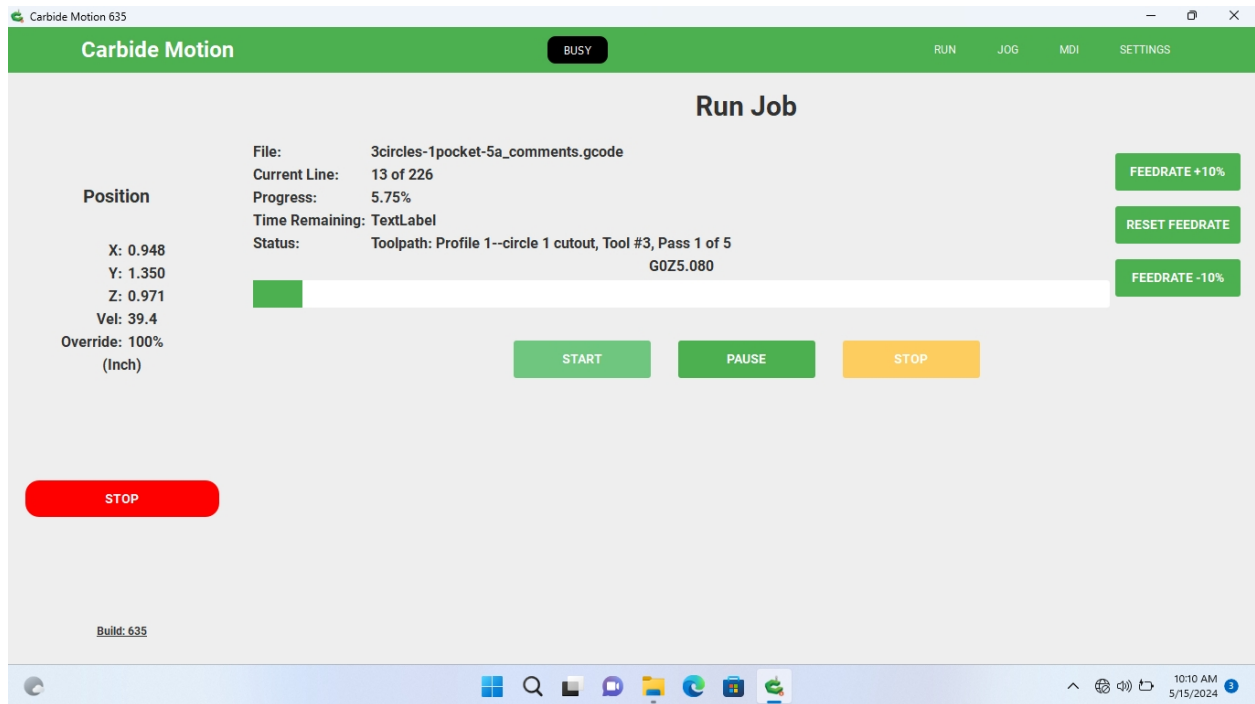 Carbide Motion 635
Carbide Motion
BUSY
RUN JOG MDI SETTINGS
Run Job
File: 3circles-1pocket-5a_comments.gcode
Current Line: 13 of 226
Progress: 5.75%
Time Remaining: TextLabel
Status: Toolpath: Profile 1--circle 1 cutout, Tool #3, Pass 1 of 5
G0Z5.080
FEEDRATE +10%
RESET FEEDRATE
FEEDRATE -10%
Position
X: 0.948
Y: 1.350
Z: 0.971
Vel: 39.4
Override: 100%
(Inch)
START PAUSE STOP
STOP
Build: 635
10:10 AM
5/15/2024
3